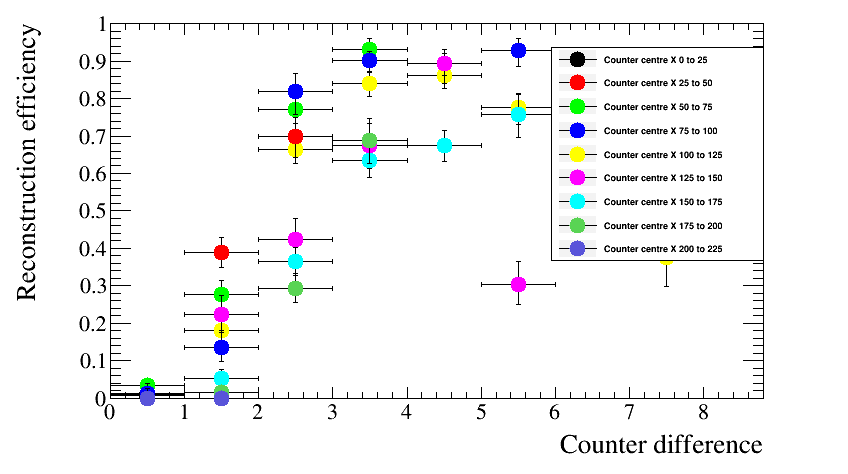 Reconstruction efficiency
1
0.9
0.8
0.7
0.6
0.5
0.4
0.3
0.2
0.1
0
Counter centre X 0 to 25
Counter centre X 25 to 50
Counter centre X 50 to 75
Counter centre X 75 to 100
Counter centre X 100 to 125
Counter centre X 125 to 150
Counter centre X 150 to 175
Counter centre X 175 to 200
Counter centre X 200 to 225
0 1 2 3 4 5 6 7 8
Counter difference